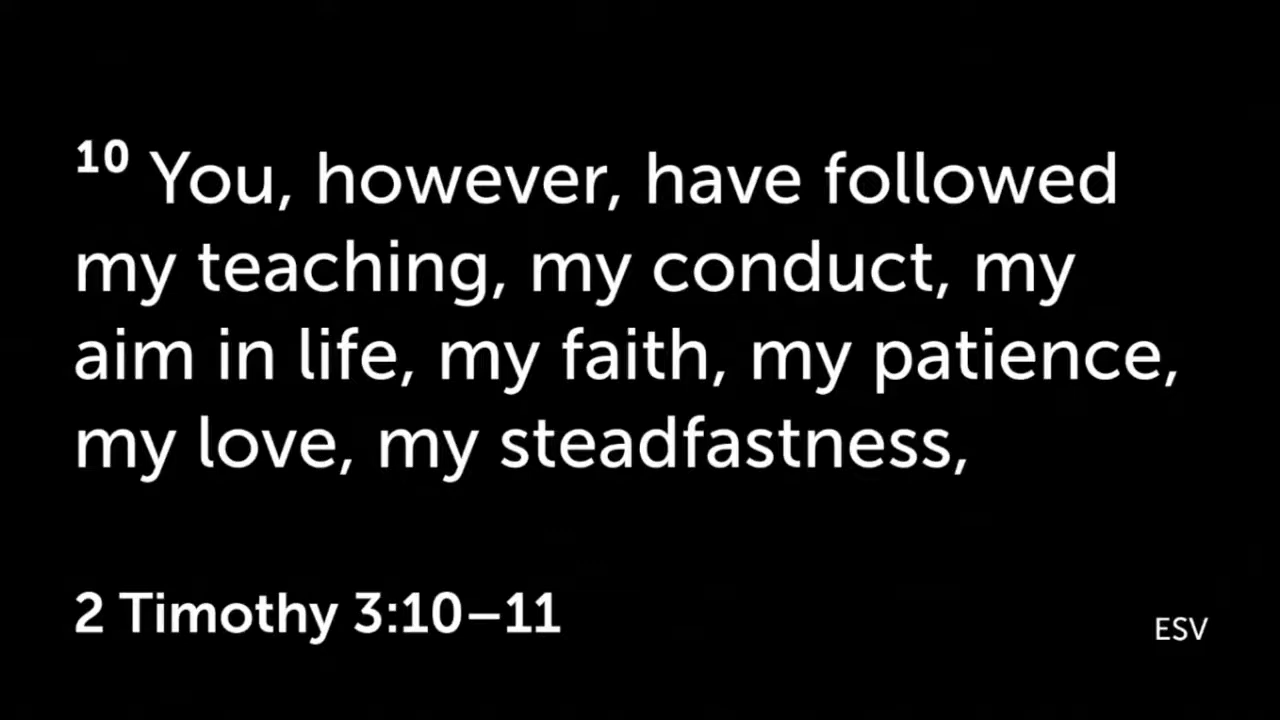 10 You, however, have followed
my teaching, my conduct, my
aim in life, my faith, my patience,
my love, my steadfastness,
2 Timothy 3:10–11
ESV